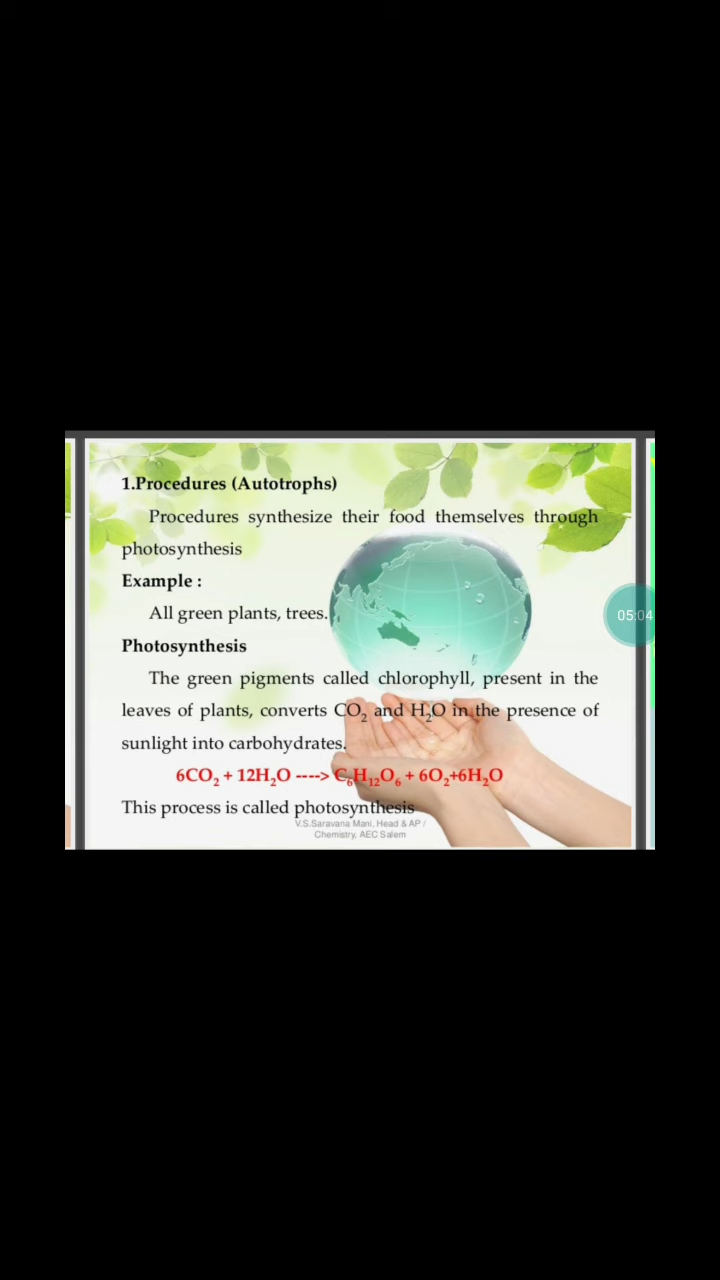 1.Procedures (Autotrophs)
Procedures synthesize their food themselves through
photosynthesis
Example :
All green plants, trees.
05:04
Photosynthesis
The green pigments called chlorophyll, present in the
leaves of plants, converts CO₂ and H₂O in the presence of
sunlight into carbohydrates.
6CO₂ + 12H₂O ----> C₆H₁₂O₆ + 6O₂+6H₂O
This process is called photosynthesis
V.S.Saravana Mani, Head & AP /
Chemistry, AEC Salem